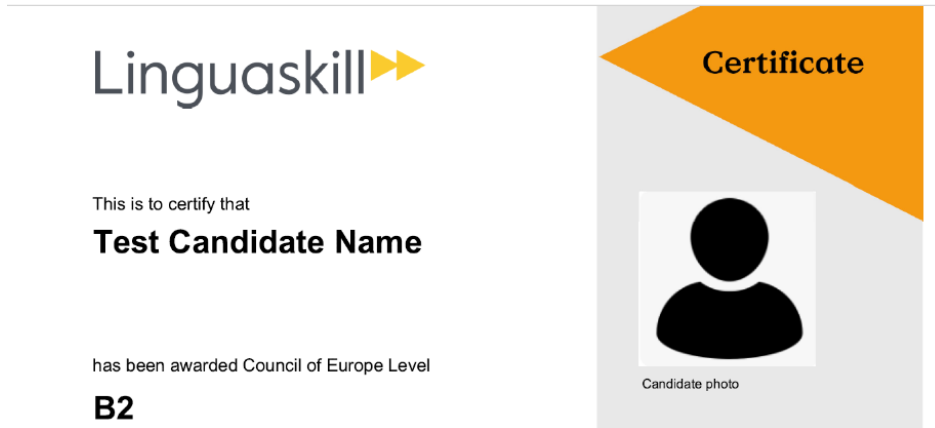 Linguaskill
Certificate
This is to certify that
Test Candidate Name
has been awarded Council of Europe Level
B2
Candidate photo